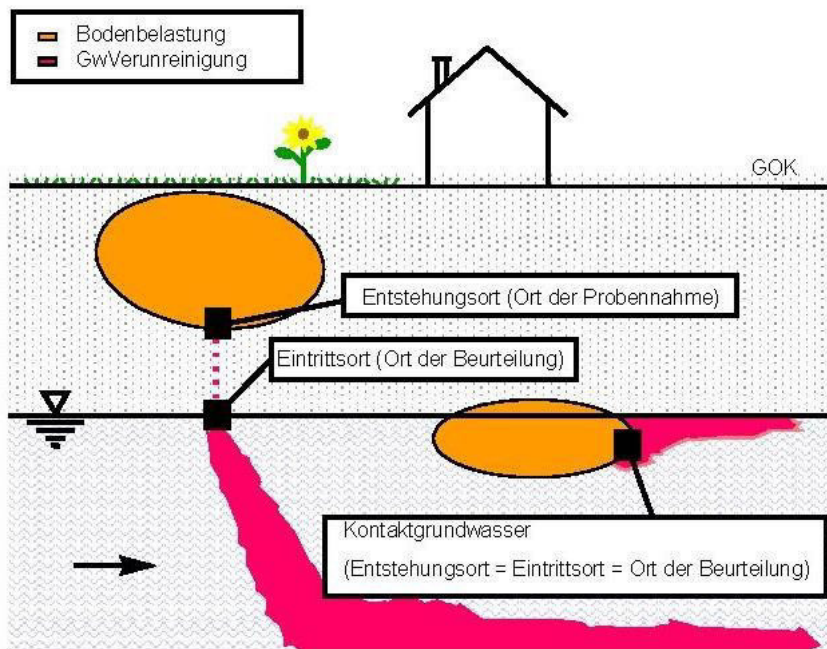 Bodenbelastung
GwVerunreinigung
GOK
Entstehungsort (Ort der Probennahme)
Eintrittsort (Ort der Beurteilung)
Kontaktgrundwasser
(Entstehungsort = Eintrittsort = Ort der Beurteilung)